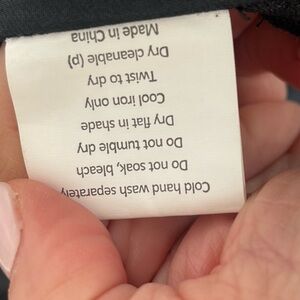 Cold hand wash separately
Do not soak, bleach
Do not tumble dry
Dry flat in shade
Cool iron only
Twist to dry
Dry cleanable (p)
Made in China